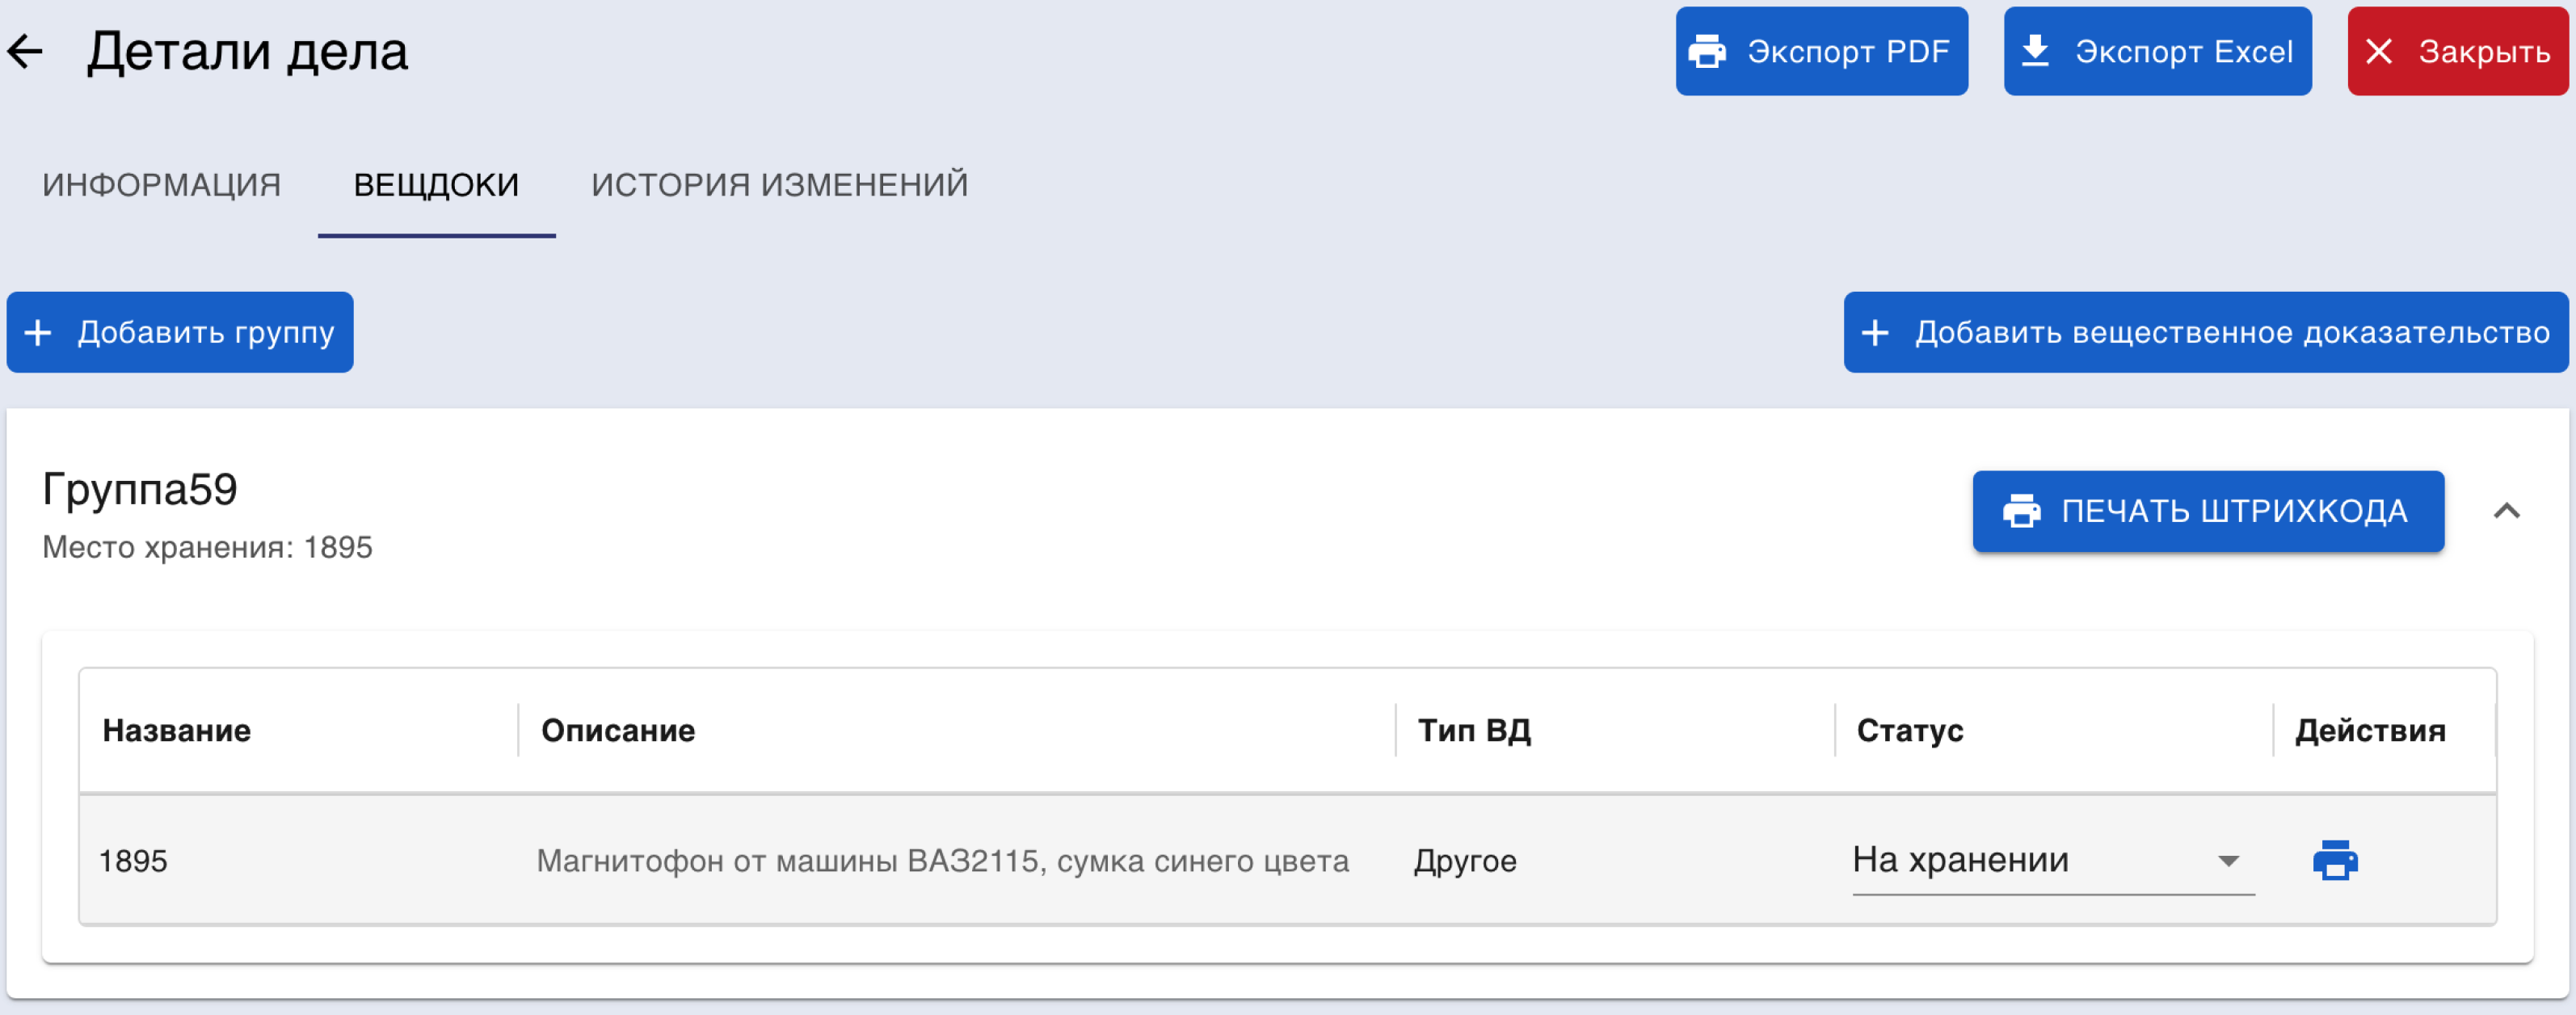 Детали дела
Экспорт PDF
Экспорт Excel
Закрыть
ИНФОРМАЦИЯ
ВЕЩДОКИ
ИСТОРИЯ ИЗМЕНЕНИЙ
Добавить группу
Добавить вещественное доказательство
Группа59
Место хранения: 1895
ПЕЧАТЬ ШТРИХКОДА
Название
Описание
Тип ВД
Статус
Действия
1895
Магнитофон от машины ВАЗ2115, сумка синего цвета
Другое
На хранении